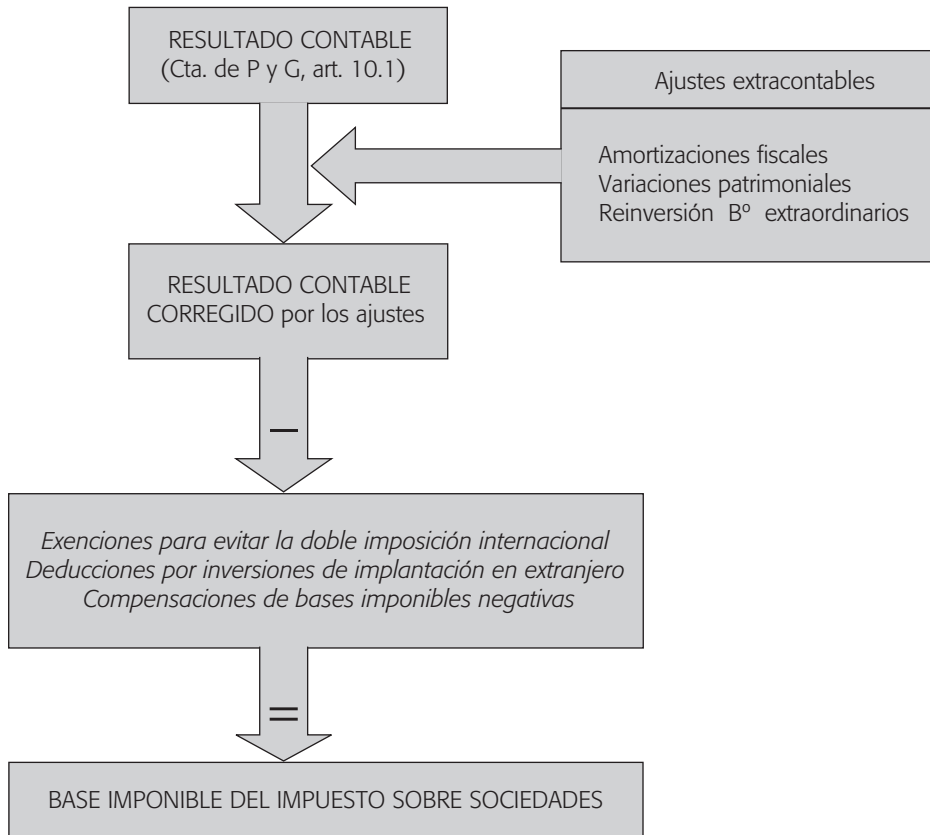 RESULTADO CONTABLE
(Cta. de P y G, art. 10.1)
Ajustes extracontables
Amortizaciones fiscales
Variaciones patrimoniales
Reinversión Bº extraordinarios
RESULTADO CONTABLE
CORREGIDO por los ajustes
–
Exenciones para evitar la doble imposición internacional
Deducciones por inversiones de implantación en extranjero
Compensaciones de bases imponibles negativas
=
BASE IMPONIBLE DEL IMPUESTO SOBRE SOCIEDADES